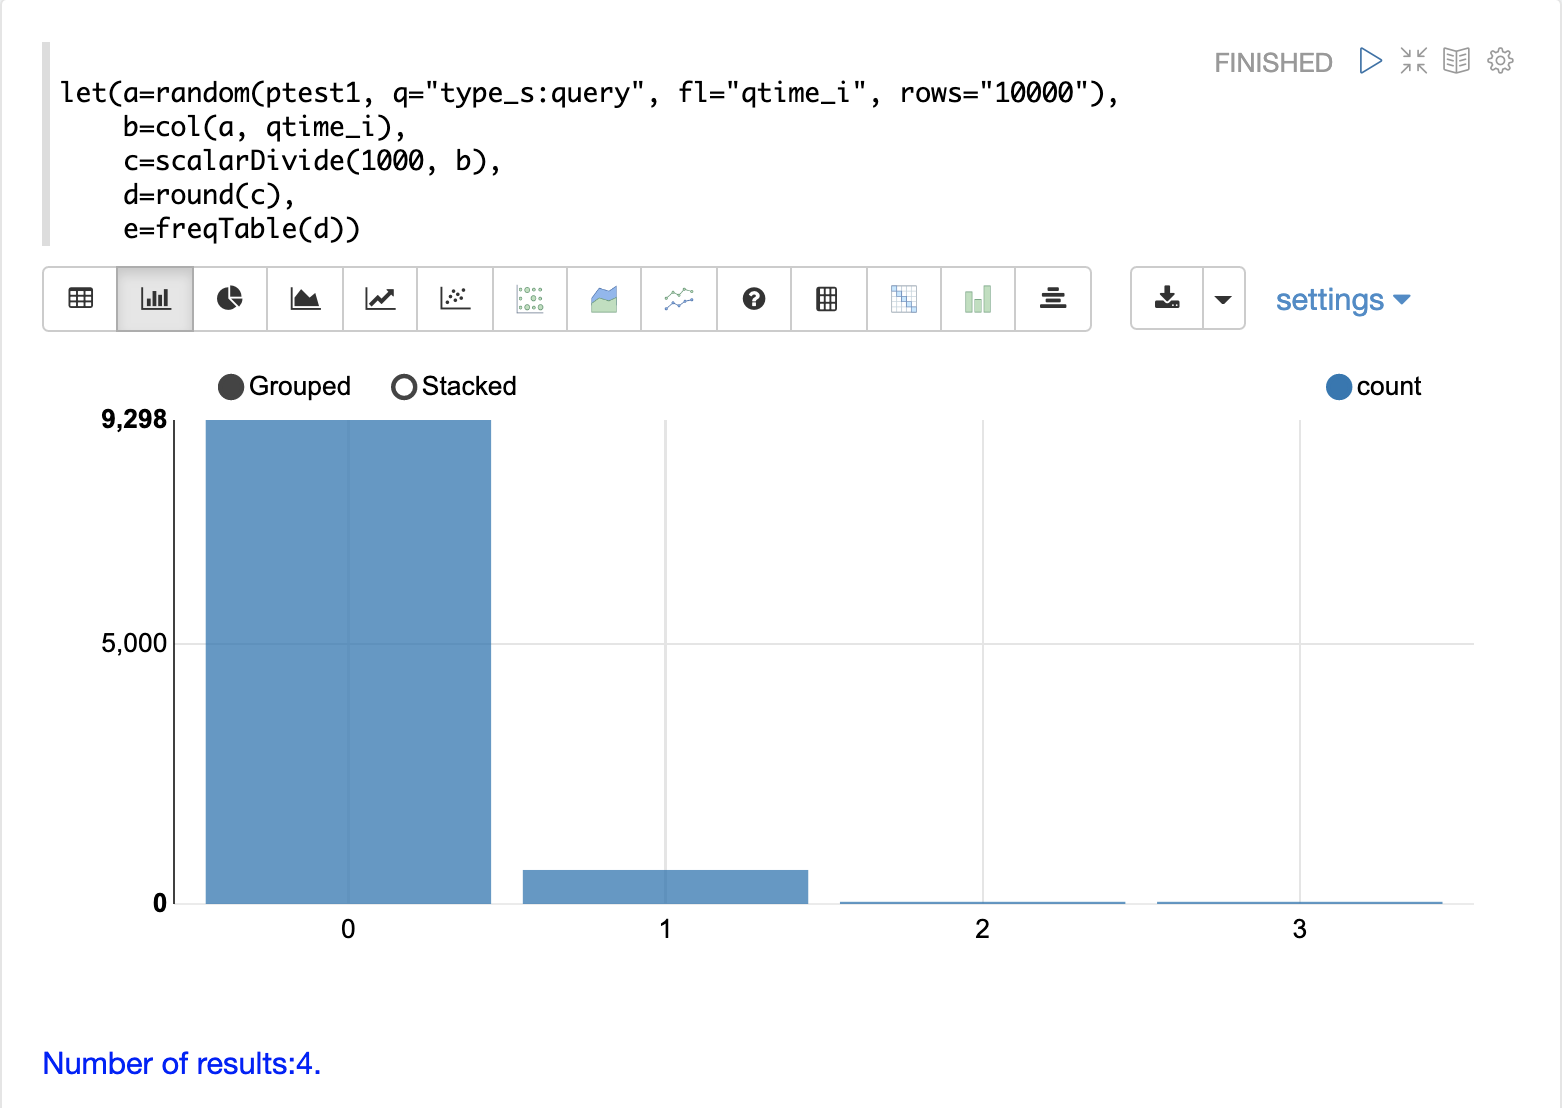 FINISHED
let(a=random(ptest1, q="type_s:query", fl="qtime_i", rows="10000"),
b=col(a, qtime_i),
c=scalarDivide(1000, b),
d=round(c),
e=freqTable(d))
settings
Grouped Stacked count
9,298
5,000
0
0 1 2 3
Number of results:4.